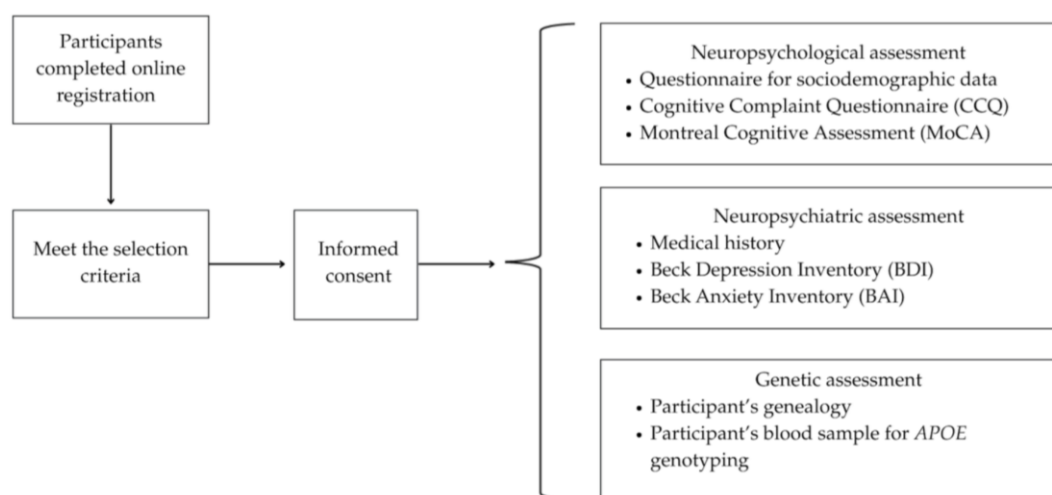 Participants
completed online
registration
Meet the selection
criteria
Informed
consent
Neuropsychological assessment
• Questionnaire for sociodemographic data
• Cognitive Complaint Questionnaire (CCQ)
• Montreal Cognitive Assessment (MoCA)
Neuropsychiatric assessment
• Medical history
• Beck Depression Inventory (BDI)
• Beck Anxiety Inventory (BAI)
Genetic assessment
• Participant’s genealogy
• Participant’s blood sample for APOE
genotyping